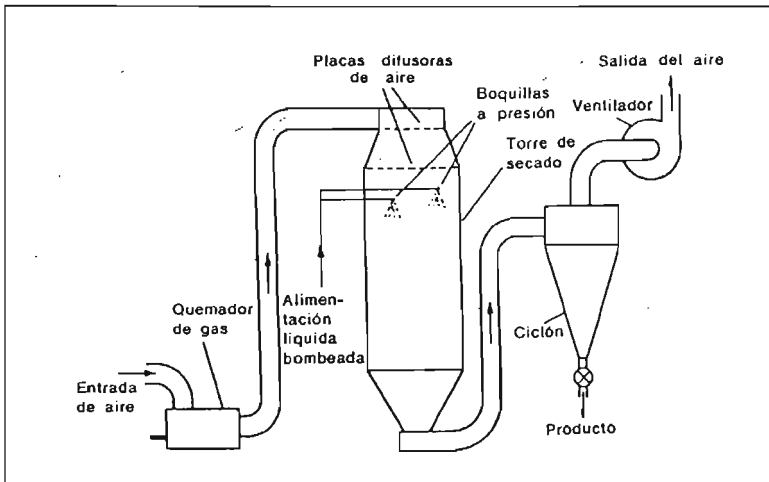 Placas difusoras
de aire
Salida del aire
Boquillas
a presión
Ventilador
Torre de
secado
Quemador
de gas
Alimen-
tación
líquida
bombeada
Ciclón
Entrada
de aire
Producto